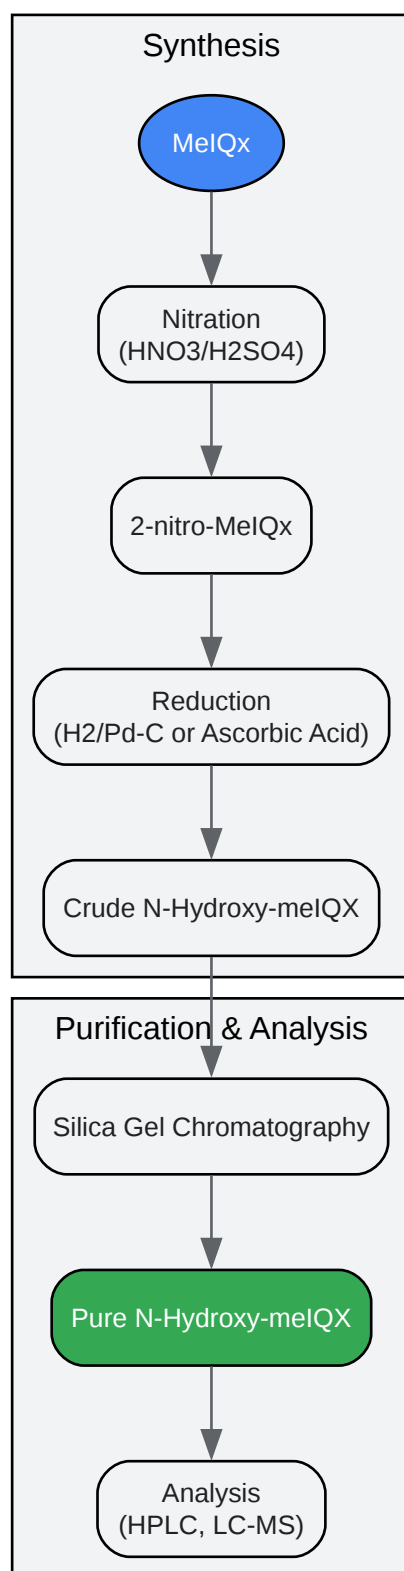 Synthesis
MeIQx
Nitration
(HNO3/H2SO4)
2-nitro-MeIQx
Reduction
(H2/Pd-C or Ascorbic Acid)
Crude N-Hydroxy-meIQX
Purification & Analysis
Silica Gel Chromatography
Pure N-Hydroxy-meIQX
Analysis
(HPLC, LC-MS)